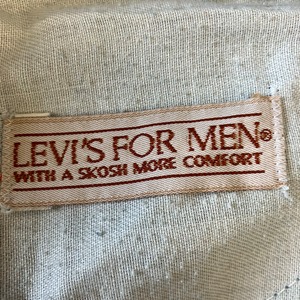 LEVI'S FOR MEN®
WITH A SKOSH MORE COMFORT